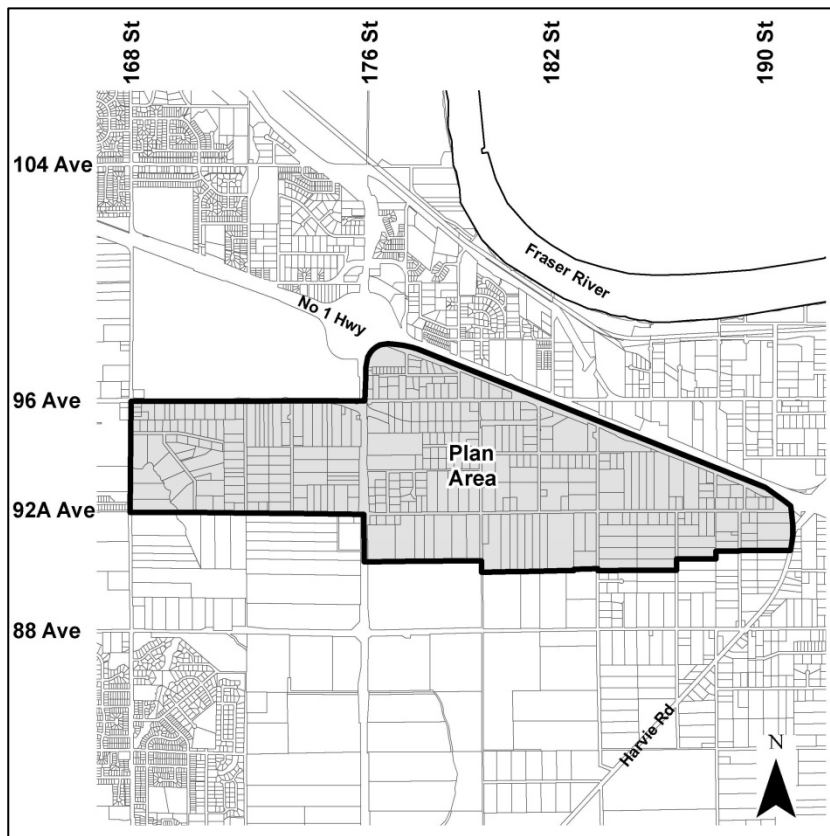 168 St
176 St
182 St
190 St
104 Ave
Fraser River
No 1 Hwy
96 Ave
Plan
Area
92A Ave
88 Ave
Harvie Rd
N